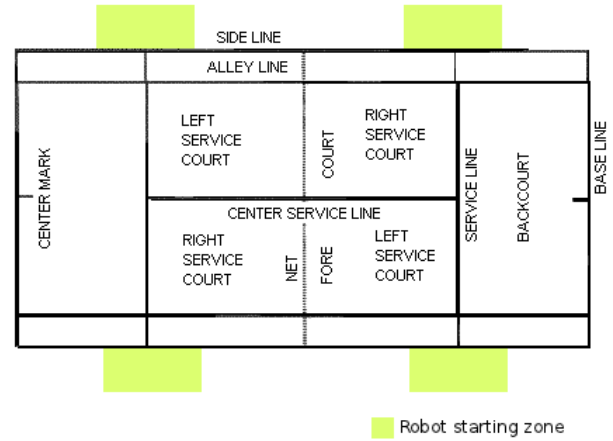 SIDE LINE
ALLEY LINE
LEFT
SERVICE
COURT
COURT
RIGHT
SERVICE
COURT
CENTER MARK
SERVICE LINE
BACKCOURT
BASE LINE
CENTER SERVICE LINE
RIGHT
SERVICE
COURT
NET
FORE
LEFT
SERVICE
COURT
Robot starting zone